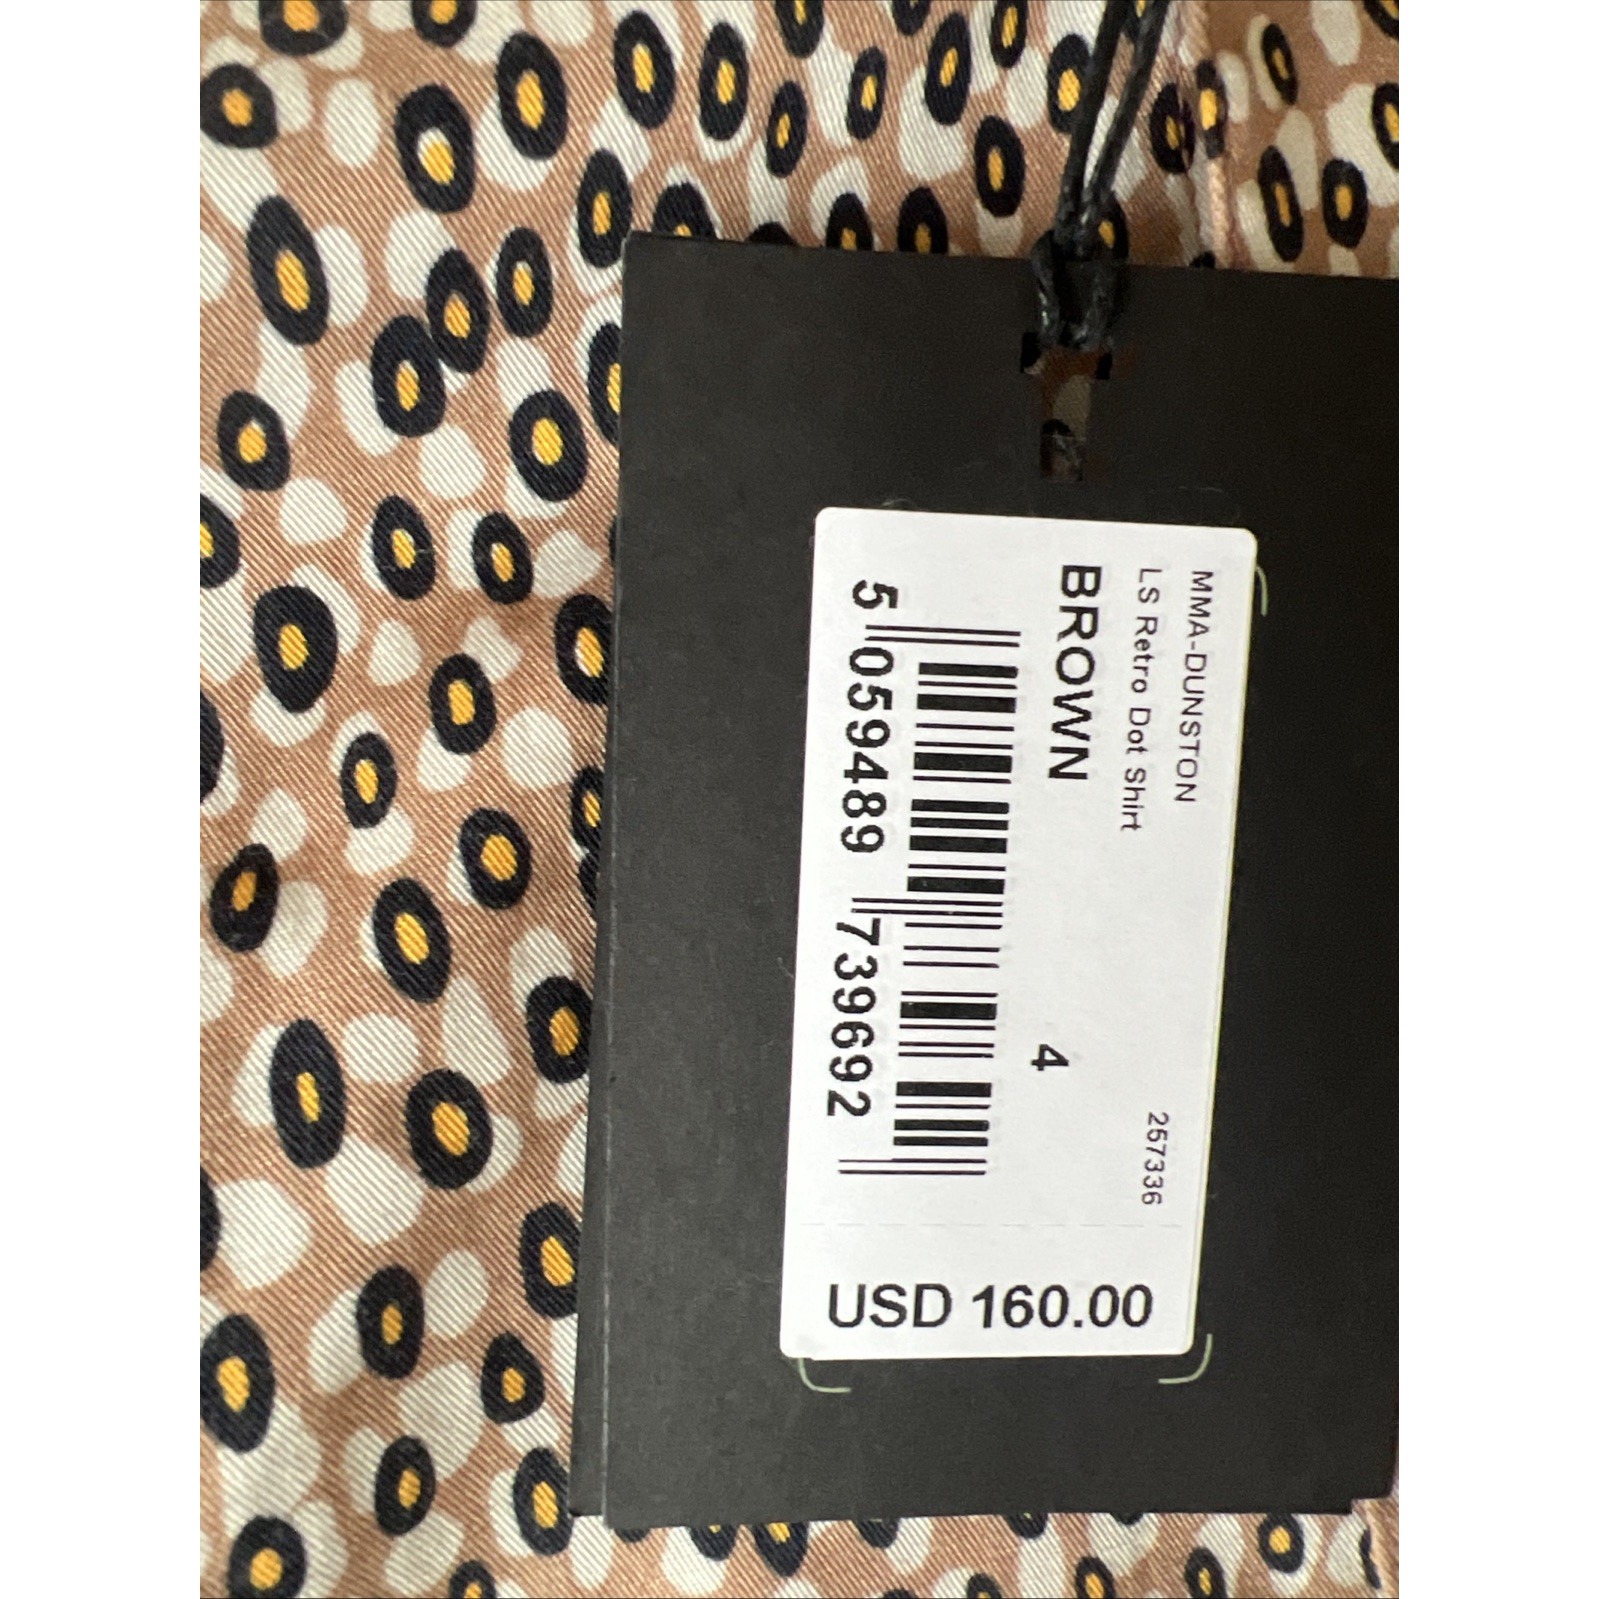 MMA-DUNSTON
LS Retro Dot Shirt 257336
BROWN 4
5 059489 739692
USD 160.00